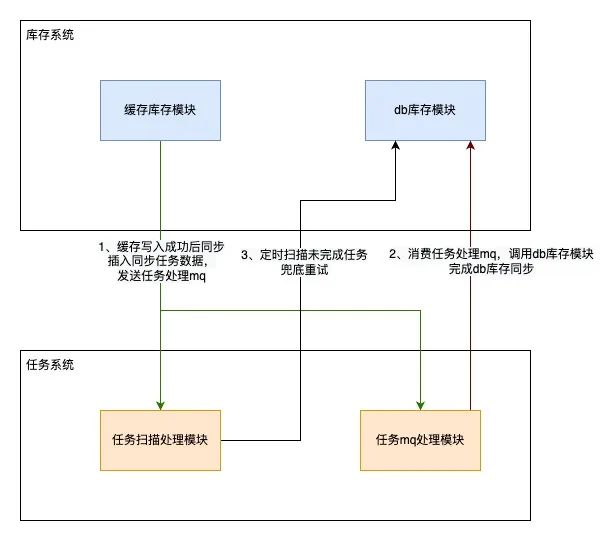 库存系统
缓存库存模块
db库存模块
1、缓存写入成功后同步
插入同步任务数据，
发送任务处理mq
3、定时扫描未完成任务
兜底重试
2、消费任务处理mq，调用db库存模块
完成db库存同步
任务系统
任务扫描处理模块
任务mq处理模块